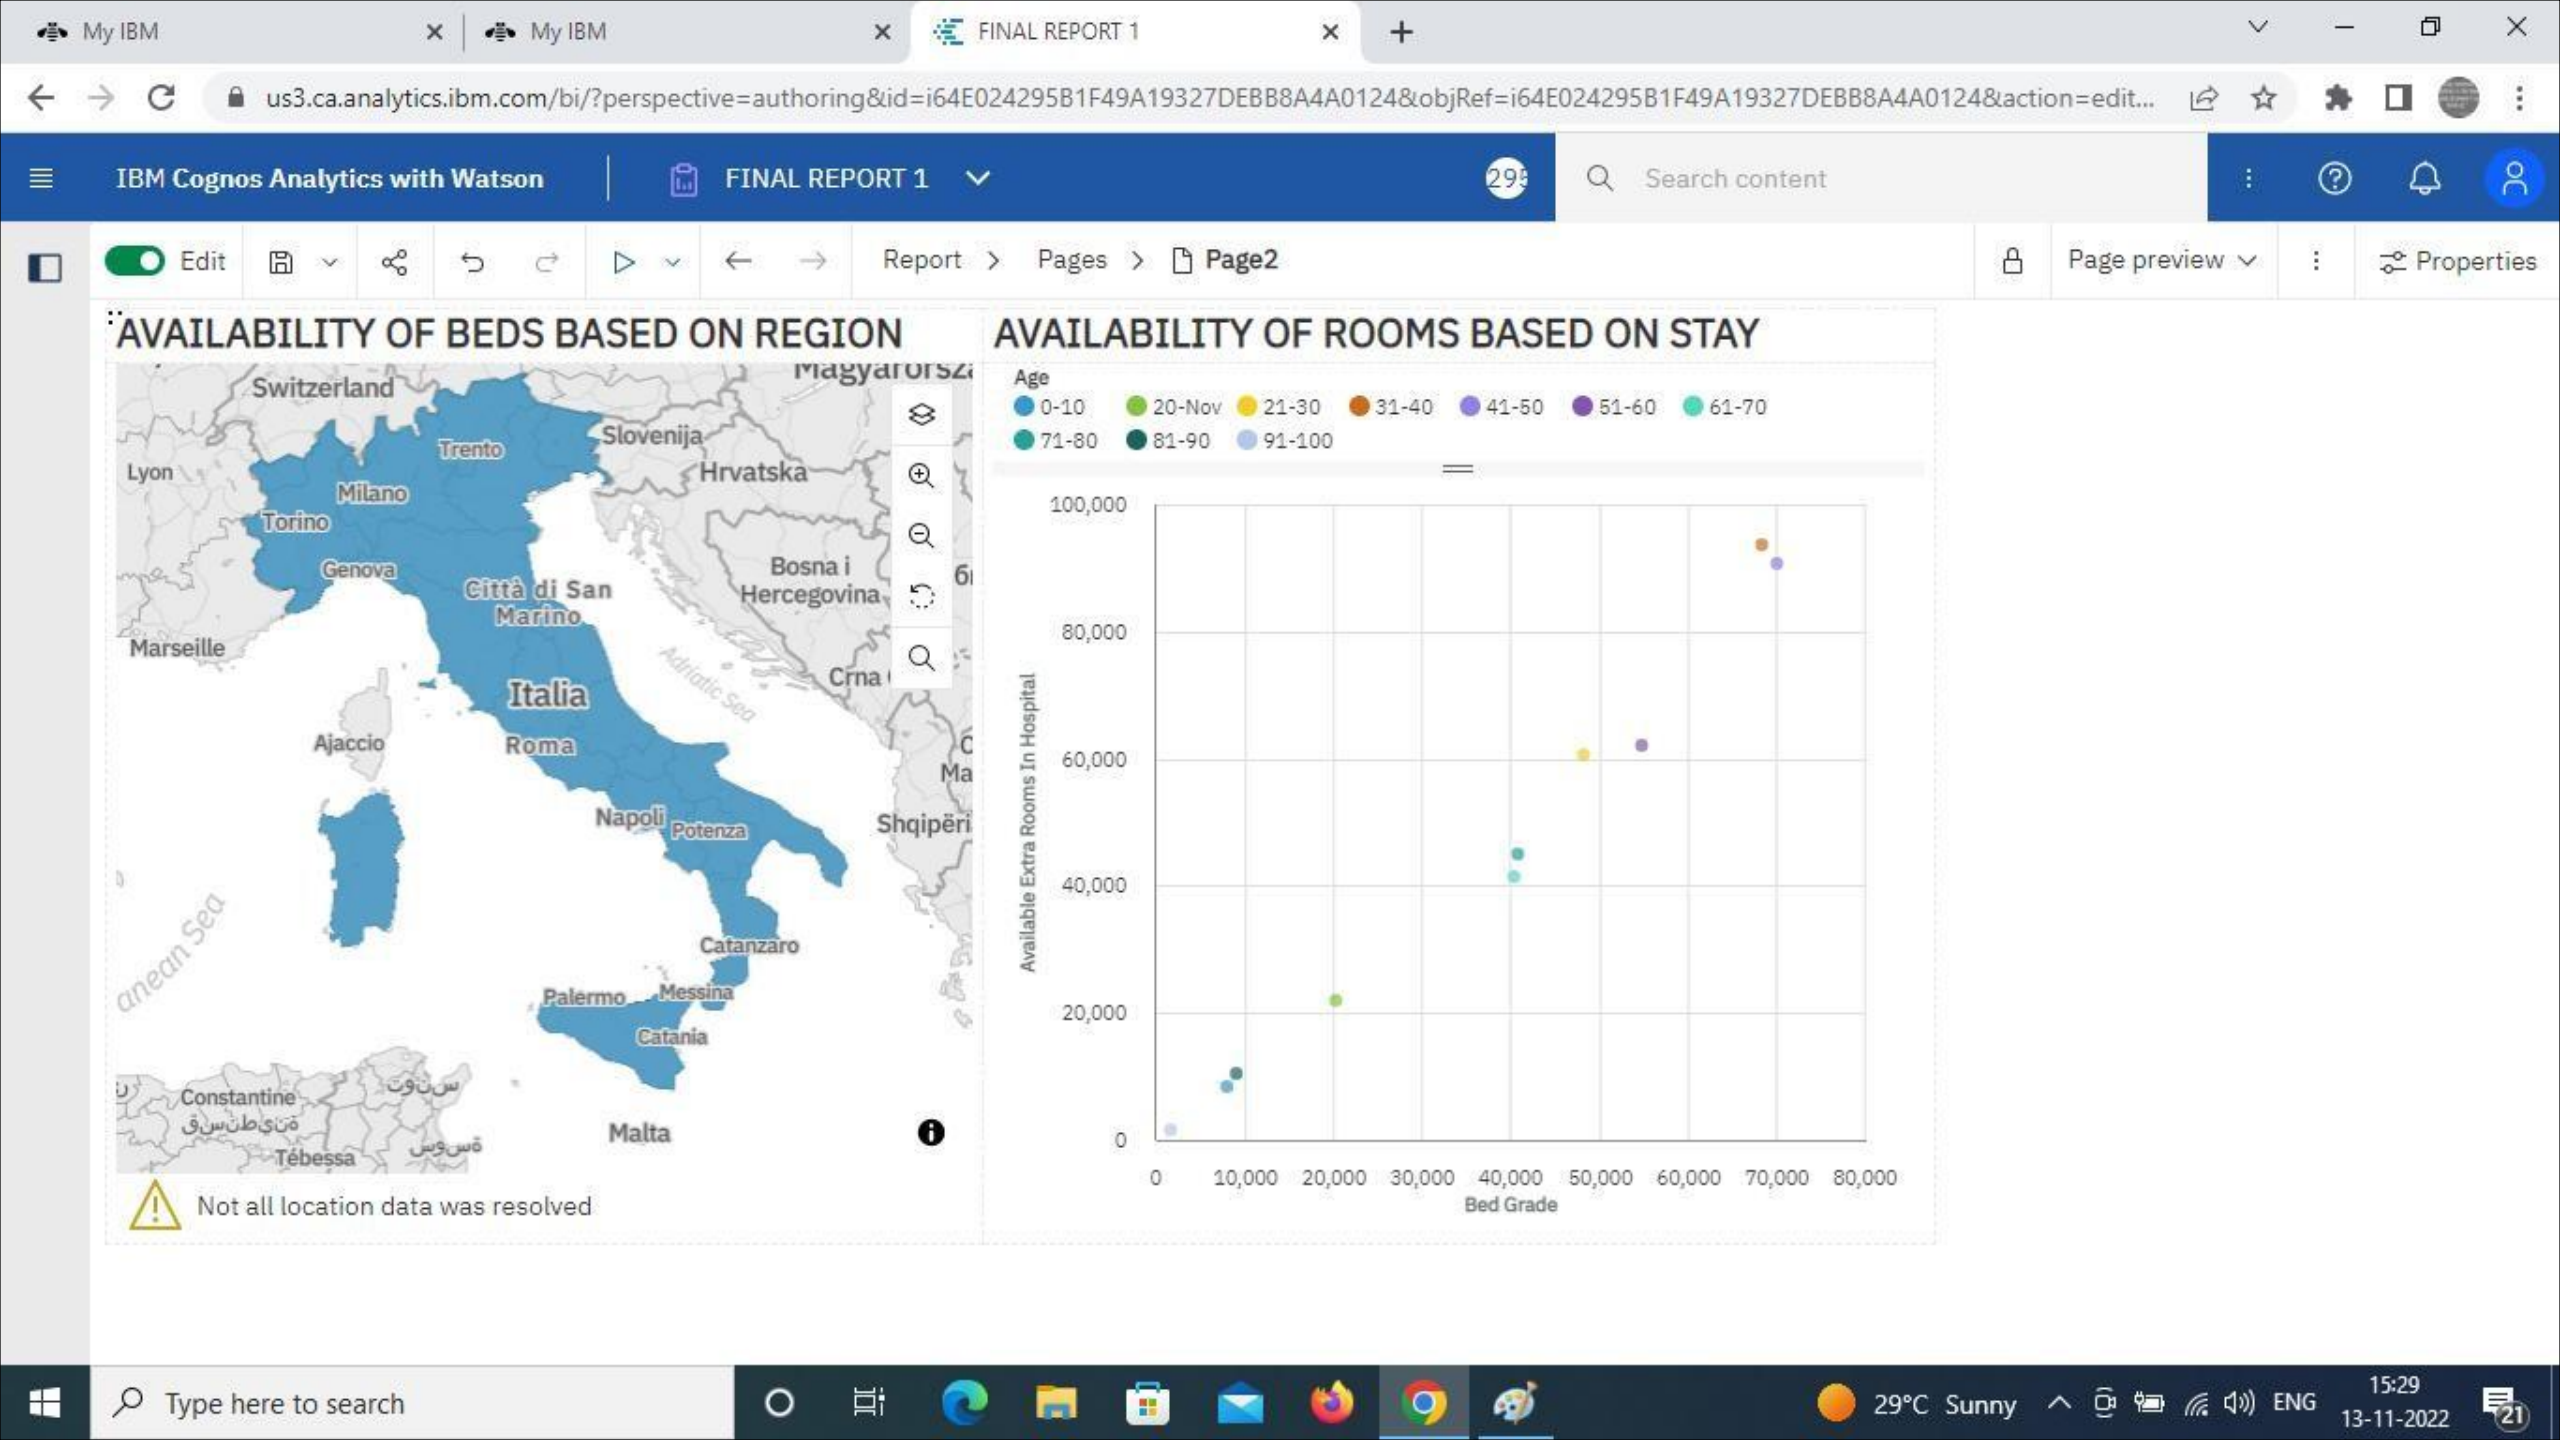 My IBM
My IBM
FINAL REPORT 1
us3.ca.analytics.ibm.com/bi/?perspective=authoring&id=i64E024295B1F49A19327DEBB8A4A0124&objRef=i64E024295B1F49A19327DEBB8A4A0124&action=edit...
IBM Cognos Analytics with Watson
FINAL REPORT 1
Search content
Edit
Report > Pages > Page2
Page preview
Properties
AVAILABILITY OF BEDS BASED ON REGION
Switzerland
Slovenija
Trento
Lyon
Hrvatska
Milano
Torino
Genova
Bosna i
Hercegovina
Città di San
Marino
Marseille
Adriatic Sea
Crna
Italia
Ajaccio
Roma
Napoli
Potenza
Catanzaro
Palermo
Messina
Catania
Constantine
Malta
Tébessa
Not all location data was resolved
AVAILABILITY OF ROOMS BASED ON STAY
Age
0-10 20-Nov 21-30 31-40 41-50 51-60 61-70
71-80 81-90 91-100
Available Extra Rooms In Hospital
100,000
80,000
60,000
40,000
20,000
0
0 10,000 20,000 30,000 40,000 50,000 60,000 70,000 80,000
Bed Grade
Type here to search
29°C Sunny
ENG
15:29
13-11-2022
21